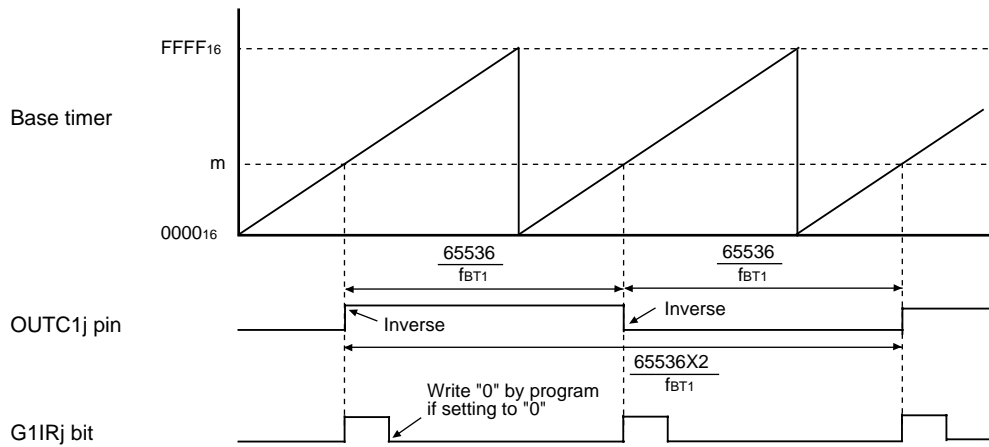 FFFF16
Base timer
m
000016
65536
fBT1
65536
fBT1
OUTC1j pin
Inverse
Inverse
65536X2
fBT1
Write "0" by program
if setting to "0"
G1IRj bit